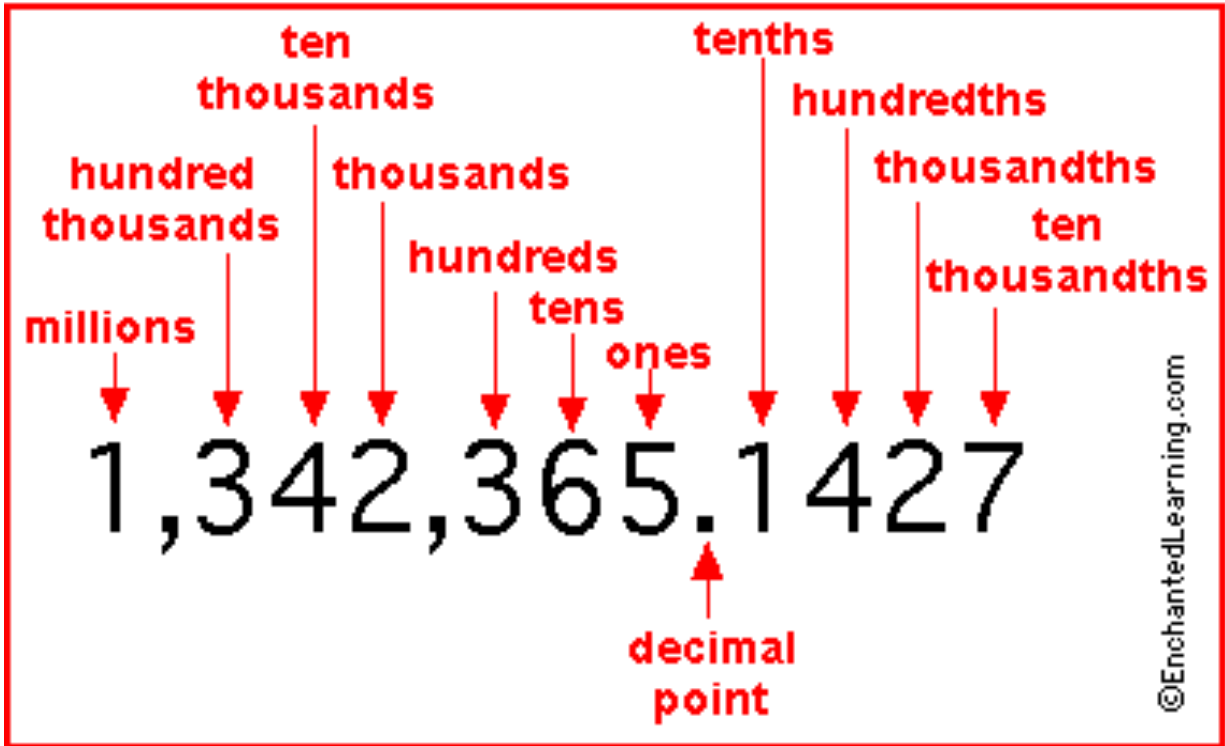 ten
thousands
hundred
thousands
thousands
millions
hundreds
tens
ones
tenths
hundredths
thousandths
ten
thousandths
1,342,365.1427
decimal
point
©EnchantedLearning.com